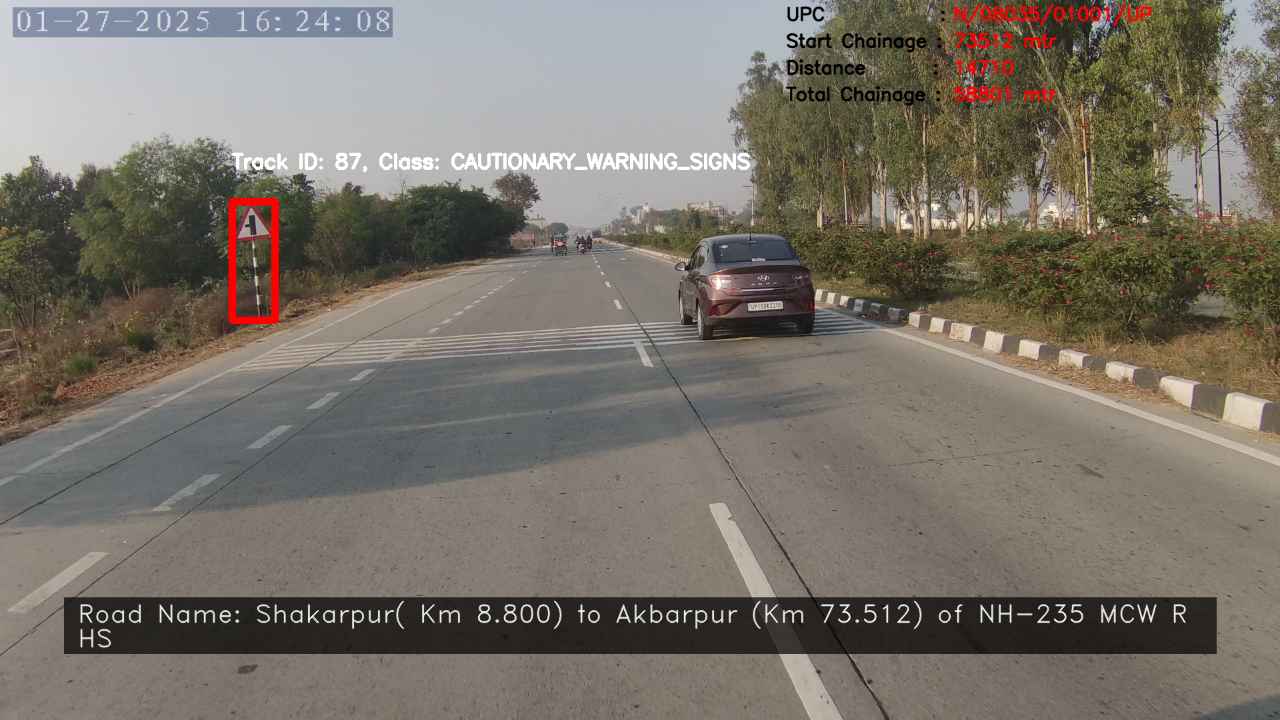 01-27-2025 16:24:08
UPC : N/08035/01001/UP
Start Chainage : 73512 mtr
Distance : 14710
Total Chainage : 58801 mtr
Track ID: 87, Class: CAUTIONARY_WARNING_SIGNS
Road Name: Shakarpur( Km 8.800) to Akbarpur (Km 73.512) of NH-235 MCW R
HS